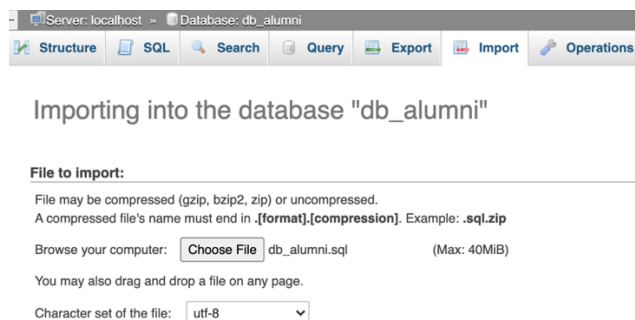 Server: localhost » Database: db_alumni
Structure SQL Search Query Export Import Operations
Importing into the database "db_alumni"
File to import:
File may be compressed (gzip, bzip2, zip) or uncompressed.
A compressed file's name must end in .[format].[compression]. Example: .sql.zip
Browse your computer: Choose File db_alumni.sql (Max: 40MiB)
You may also drag and drop a file on any page.
Character set of the file: utf-8